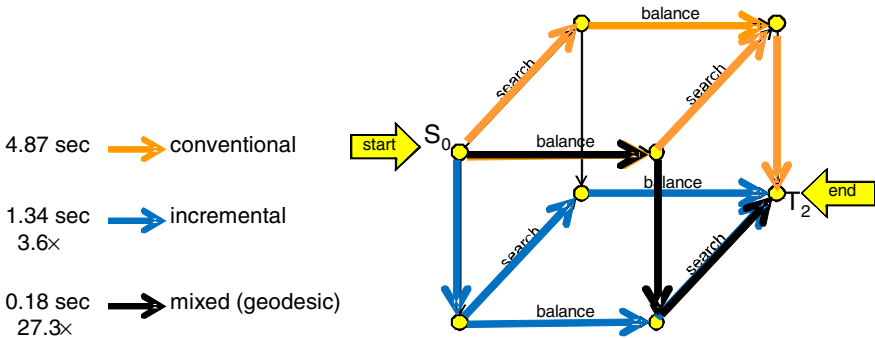 4.87 sec conventional
1.34 sec incremental
3.6×
0.18 sec mixed (geodesic)
27.3×
balance
search
search
start
S0
balance
balance
end
T2
search
search
balance